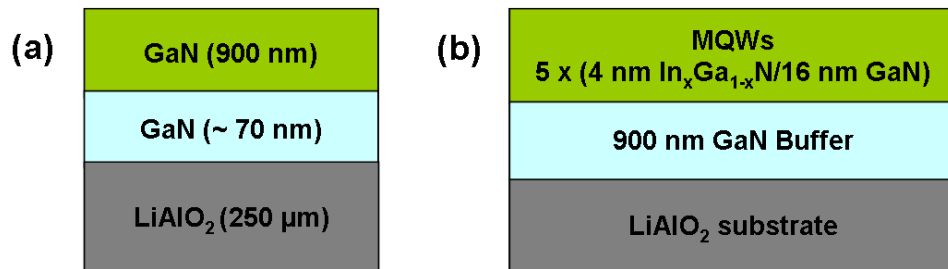 (a)
GaN (900 nm)
GaN (~ 70 nm)
LiAlO₂ (250 µm)
(b)
MQWs
5 x (4 nm InₓGa₁₋ₓN/16 nm GaN)
900 nm GaN Buffer
LiAlO₂ substrate